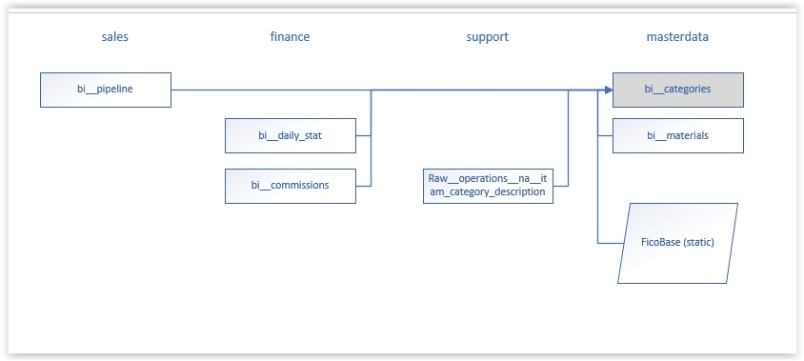 sales
finance
support
masterdata
bi__pipeline
bi__categories
bi__daily_stat
bi__materials
bi__commissions
Raw__operations__na__it
am_category_description
FicoBase (static)